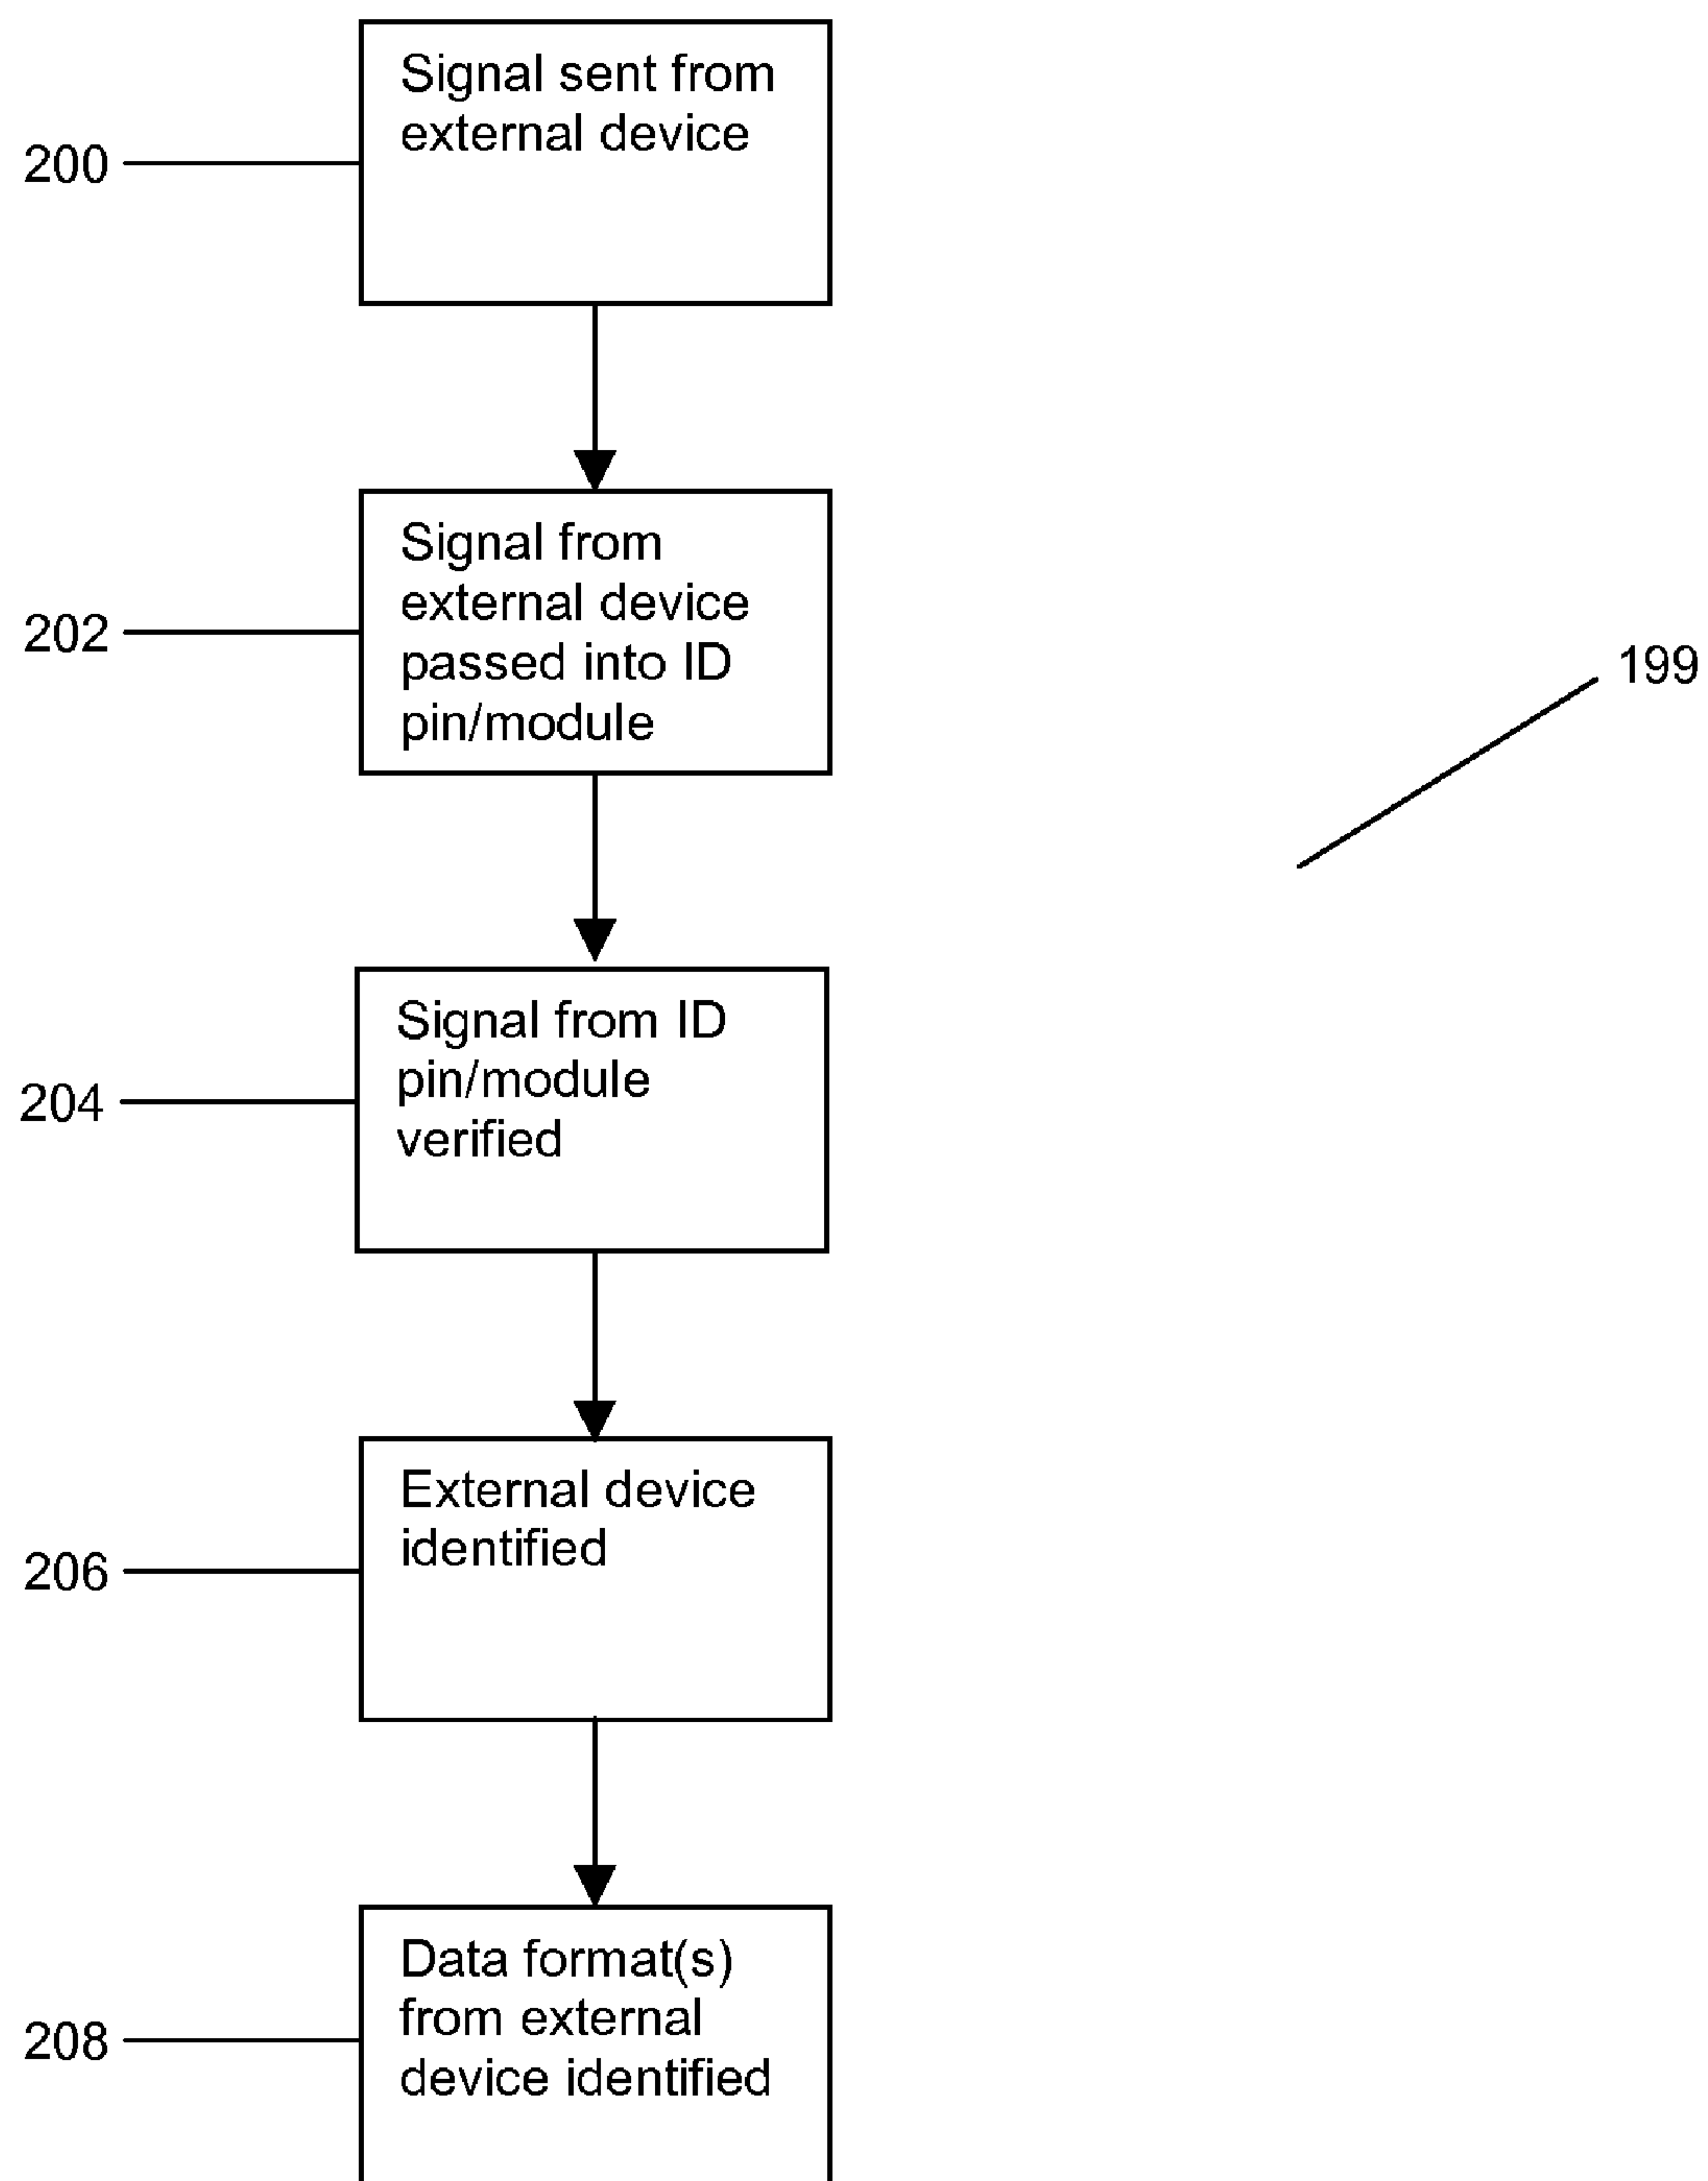 Signal sent from
external device
200
Signal from
external device
passed into ID
pin/module
202
199
Signal from ID
pin/module
verified
204
External device
identified
206
Data format(s)
from external
device identified
208